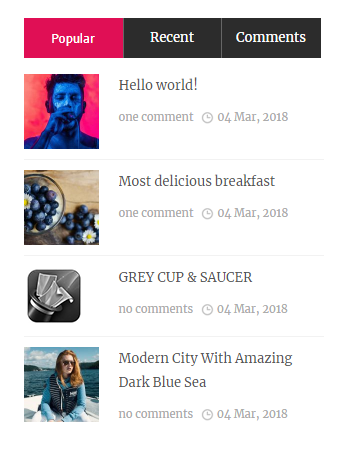 Popular Recent Comments
Hello world!
one comment 04 Mar, 2018
Most delicious breakfast
one comment 04 Mar, 2018
GREY CUP & SAUCER
no comments 04 Mar, 2018
Modern City With Amazing
Dark Blue Sea
no comments 04 Mar, 2018